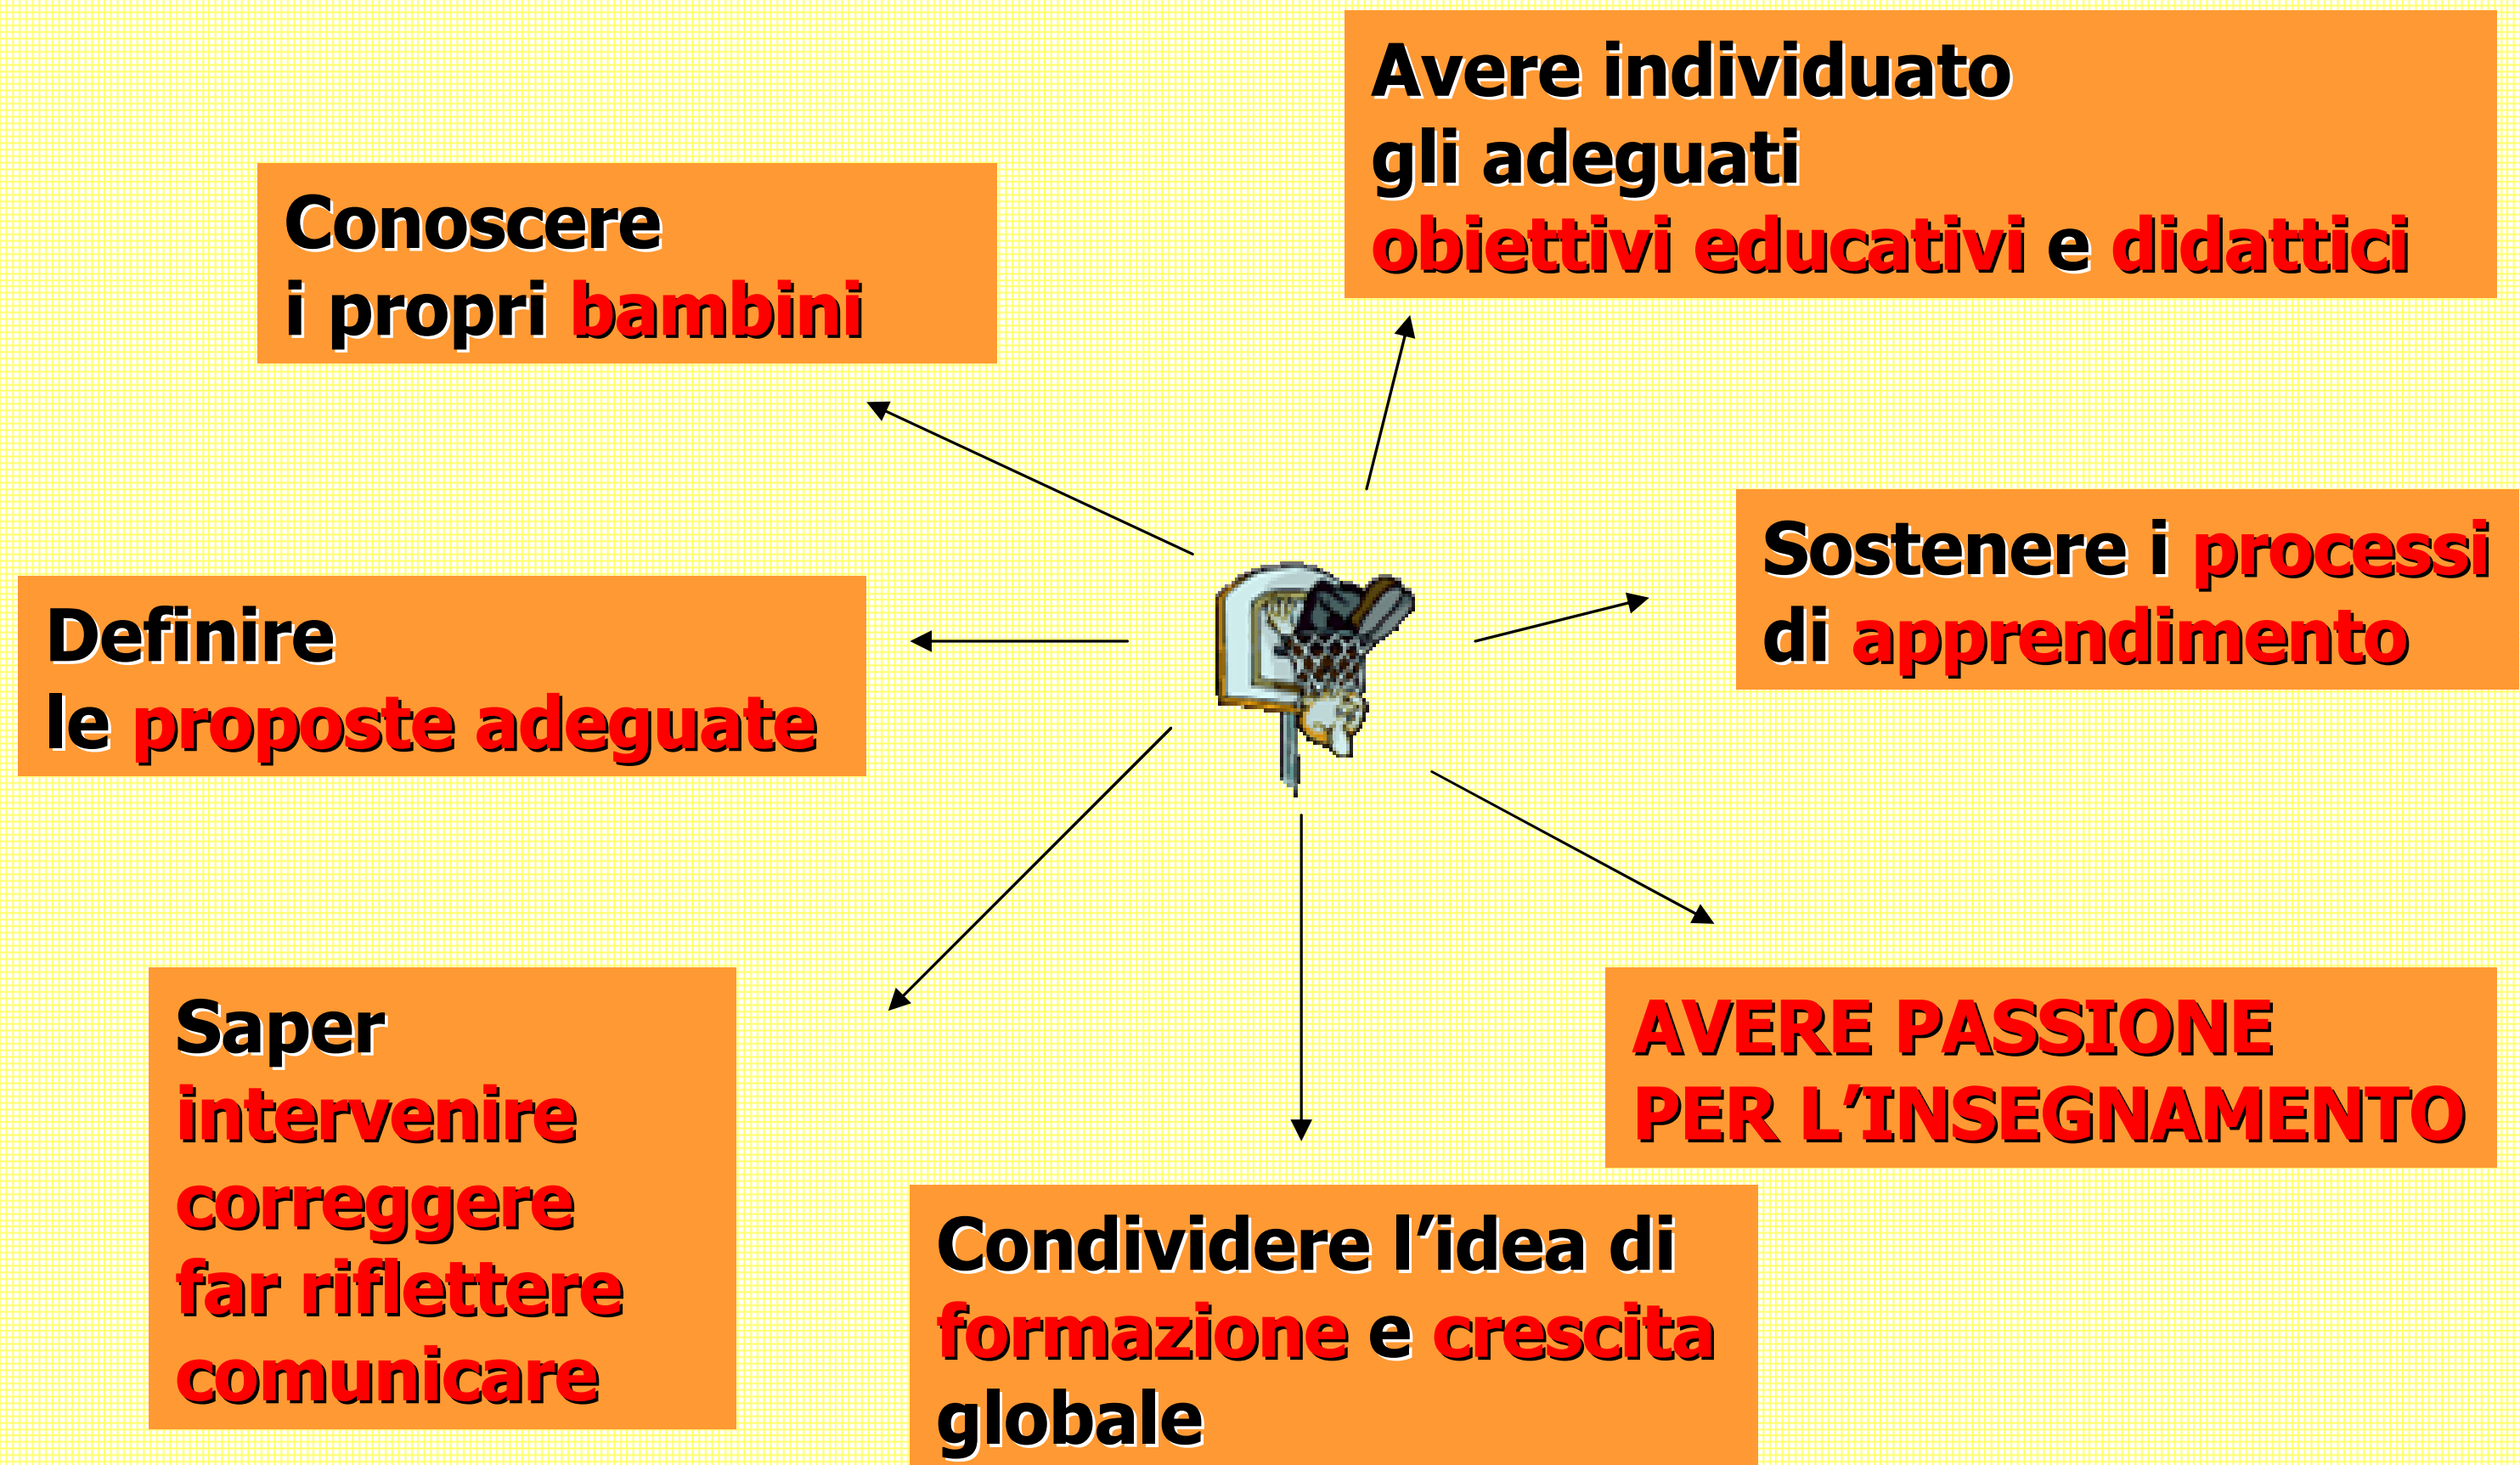 Avere individuato
gli adeguati
obiettivi educativi e didattici
Conoscere
i propri bambini
Sostenere i processi
di apprendimento
Definire
le proposte adeguate
Saper
intervenire
correggere
far riflettere
comunicare
AVERE PASSIONE
PER L’INSEGNAMENTO
Condividere l’idea di
formazione e crescita
globale